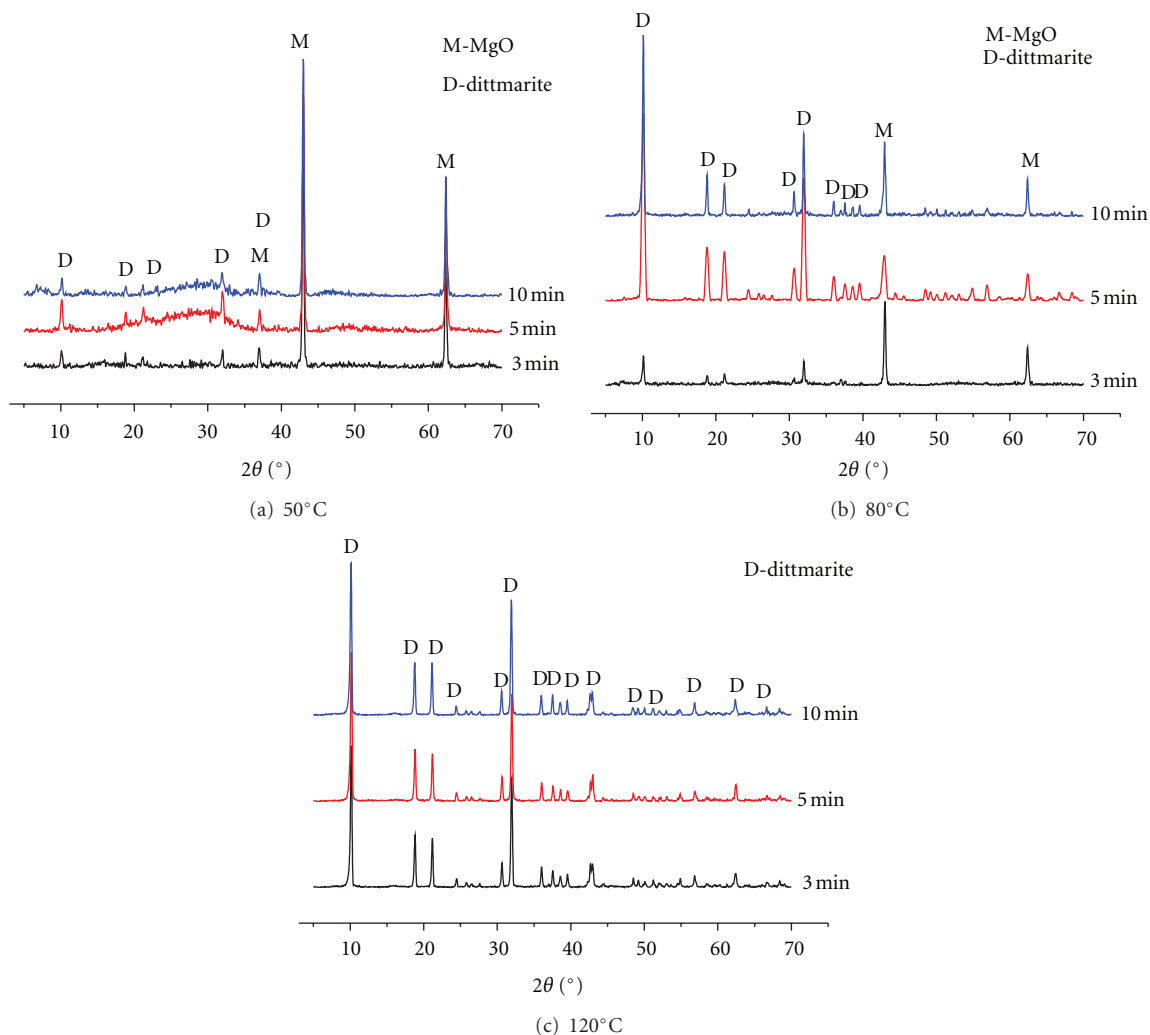 M
M-MgO
D-dittmarite
M
D
D D D D M
10 min
5 min
3 min
10 20 30 40 50 60 70
2θ (°)
(a) 50°C
D
M-MgO
D-dittmarite
D
M
D D D D D D M
10 min
5 min
3 min
10 20 30 40 50 60 70
2θ (°)
(b) 80°C
D
D-dittmarite
D
D D D D D D D D D D D D D
10 min
5 min
3 min
10 20 30 40 50 60 70
2θ (°)
(c) 120°C